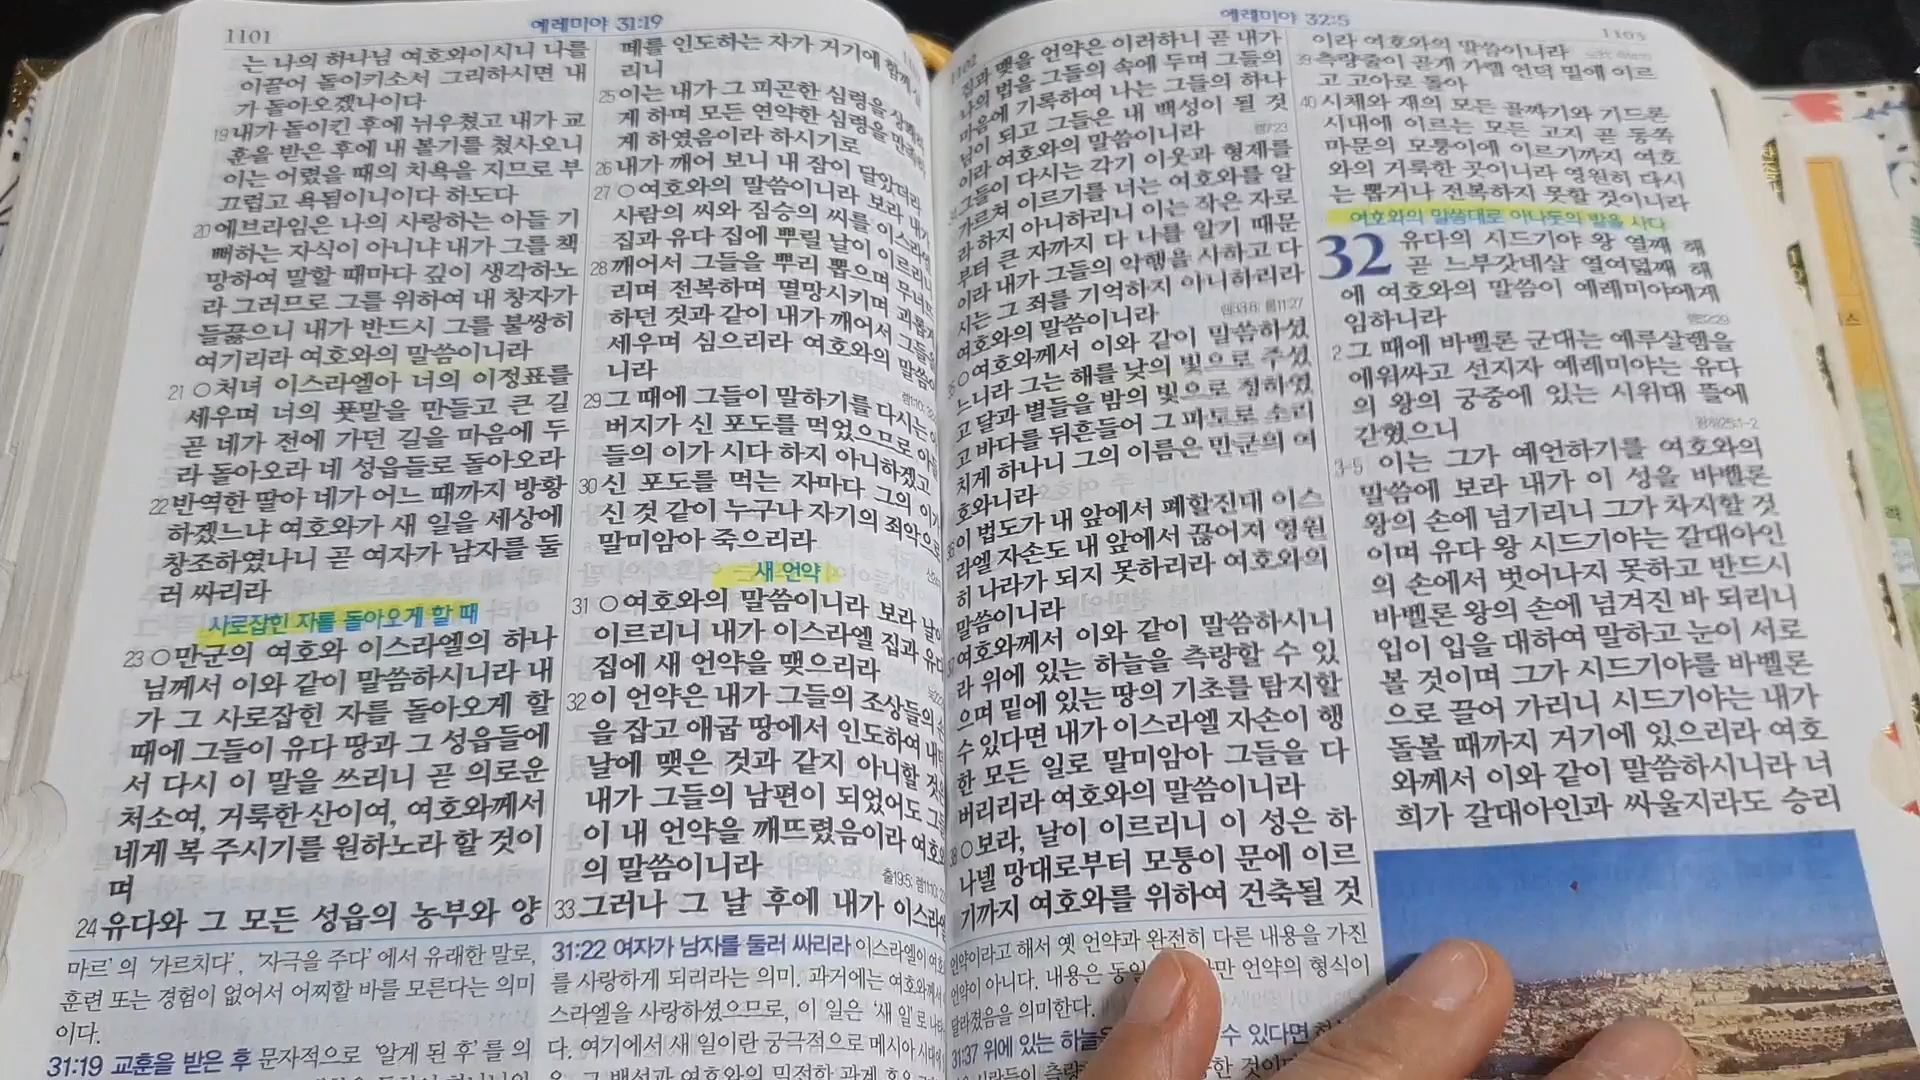 1101
예레미야 31:19
는 나의 하나님 여호와이시니 나를
이끌어 돌이키소서 그리하시면 내
가 돌아오겠나이다
19 내가 돌이킨 후에 뉘우쳤고 내가 교
훈을 받은 후에 내 볼기를 쳤사오니
이는 어렸을 때의 치욕을 지므로 부
끄럽고 욕됨이니이다 하도다
20 에브라임은 나의 사랑하는 아들 기
뻐하는 자식이 아니냐 내가 그를 책
망하여 말할 때마다 깊이 생각하노
라 그러므로 그를 위하여 내 창자가
들끓으니 내가 반드시 그를 불쌍히
여기리라 여호와의 말씀이니라
21 ○처녀 이스라엘아 너의 이정표를
세우며 너의 푯말을 만들고 큰 길
곧 네가 전에 가던 길을 마음에 두
라 돌아오라 네 성읍들로 돌아오라
22 반역한 딸아 네가 어느 때까지 방황
하겠느냐 여호와가 새 일을 세상에
창조하였나니 곧 여자가 남자를 둘
러 싸리라
사로잡힌 자를 돌아오게 할 때
23 ○만군의 여호와 이스라엘의 하나
님께서 이와 같이 말씀하시니라 내
가 그 사로잡힌 자를 돌아오게 할
때에 그들이 유다 땅과 그 성읍들에
서 다시 이 말을 쓰리니 곧 의로운
처소여, 거룩한 산이여, 여호와께서
네게 복 주시기를 원하노라 할 것이
며
24 유다와 그 모든 성읍의 농부와 양
떼를 인도하는 자가 거기에 함께
리니
25 이는 내가 그 피곤한 심령을
게 하며 모든 연약한 심령을
게 하였음이라 하시기로
26 내가 깨어 보니 내 잠이 달았더라
27 ○여호와의 말씀이니라 보라 내가
사람의 씨와 짐승의 씨를 이스라엘
집과 유다 집에 뿌릴 날이 이르리니
28 깨어서 그들을 뿌리 뽑으며 무너뜨
리며 전복하며 멸망시키며 괴롭게
하던 것과 같이 내가 깨어서 그들을
세우며 심으리라 여호와의 말씀이
니라
29 그 때에 그들이 말하기를 다시는
버지가 신 포도를 먹었으므로
들의 이가 시다 하지 아니하겠고
30 신 포도를 먹는 자마다 그의 이가
신 것 같이 누구나 자기의 죄악으로
말미암아 죽으리라
새 언약
31 ○여호와의 말씀이니라 보라 날이
이르리니 내가 이스라엘 집과 유다
집에 새 언약을 맺으리라
32 이 언약은 내가 그들의 조상들의 손
을 잡고 애굽 땅에서 인도하여 내던
날에 맺은 것과 같지 아니할 것은
내가 그들의 남편이 되었어도
이 내 언약을 깨뜨렸음이라 여호와
의 말씀이니라
33 그러나 그 날 후에 내가 이스라엘
마르'의 '가르치다', '자극을 주다'에서 유래한 말로,
훈련 또는 경험이 없어서 어찌할 바를 모른다는 의미
이다.
31:19 교훈을 받은 후 문자적으로 '알게 된 후'를 의
31:22 여자가 남자를 둘러 싸리라 이스라엘이
를 사랑하게 되리라는 의미. 과거에는 여호와께서
스라엘을 사랑하셨으므로, 이 일은 '새 일'로
다. 여기에서 새 일이란 궁극적으로 메시아 시대에
1102
예레미야 32:5
1103
집과 맺을 언약은 이러하니 곧 내가
나의 법을 그들의 속에 두며 그들의
마음에 기록하여 나는 그들의 하나
님이 되고 그들은 내 백성이 될 것
이라 여호와의 말씀이니라
그들이 다시는 각기 이웃과 형제를
가르쳐 이르기를 너는 여호와를 알
라 하지 아니하리니 이는 작은 자로
부터 큰 자까지 다 나를 알기 때문
이라 내가 그들의 악행을 사하고 다
시는 그 죄를 기억하지 아니하리라
여호와의 말씀이니라
○여호와께서 이와 같이 말씀하셨
느니라 그는 해를 낮의 빛으로 주셨
고 달과 별들을 밤의 빛으로 정하였
고 바다를 뒤흔들어 그 파도로 소리
치게 하나니 그의 이름은 만군의 여
호와니라
이 법도가 내 앞에서 폐할진대 이스
라엘 자손도 내 앞에서 끊어져 영원
히 나라가 되지 못하리라 여호와의
말씀이니라
여호와께서 이와 같이 말씀하시니
라 위에 있는 하늘을 측량할 수 있
으며 밑에 있는 땅의 기초를 탐지할
수 있다면 내가 이스라엘 자손이 행
한 모든 일로 말미암아 그들을 다
버리리라 여호와의 말씀이니라
38 ○보라, 날이 이르리니 이 성은 하
나넬 망대로부터 모퉁이 문에 이르
기까지 여호와를 위하여 건축될 것
이라 여호와의 말씀이니라
39 측량줄이 곧게 가렙 언덕 밑에 이르
고 고아로 돌아
40 시체와 재의 모든 골짜기와 기드론
시내에 이르는 모든 고지 곧 동쪽
마문의 모퉁이에 이르기까지 여호
와의 거룩한 곳이니라 영원히 다시
는 뽑거나 전복하지 못할 것이니라
여호와의 말씀대로 아나돗의 밭을 사다
32 유다의 시드기야 왕 열째 해
곧 느부갓네살 열여덟째 해
에 여호와의 말씀이 예레미야에게
임하니라
2 그 때에 바벨론 군대는 예루살렘을
에워싸고 선지자 예레미야는 유다
의 왕의 궁중에 있는 시위대 뜰에
갇혔으니
3-5 이는 그가 예언하기를 여호와의
말씀에 보라 내가 이 성을 바벨론
왕의 손에 넘기리니 그가 차지할 것
이며 유다 왕 시드기야는 갈대아인
의 손에서 벗어나지 못하고 반드시
바벨론 왕의 손에 넘겨진 바 되리니
입이 입을 대하여 말하고 눈이 서로
볼 것이며 그가 시드기야를 바벨론
으로 끌어 가리니 시드기야는 내가
돌볼 때까지 거기에 있으리라 여호
와께서 이와 같이 말씀하시니라 너
희가 갈대아인과 싸울지라도 승리
언약이라고 해서 옛 언약과 완전히 다른 내용을 가진
언약이 아니다. 내용은 동일 만 언약의 형식이
달라졌음을 의미한다.
31:37 위에 있는 하늘을 수 있다면